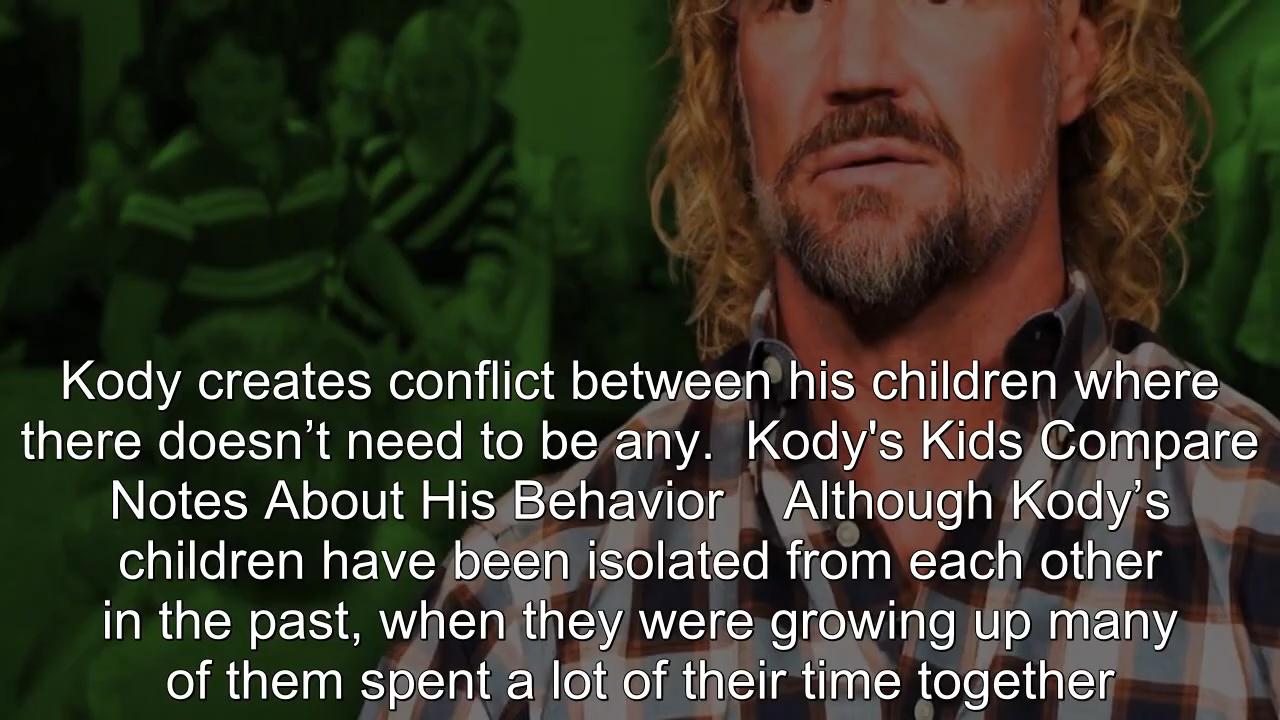 Kody creates conflict between his children where
there doesn’t need to be any.  Kody's Kids Compare
Notes About His Behavior     Although Kody’s
children have been isolated from each other
in the past, when they were growing up many
of them spent a lot of their time together